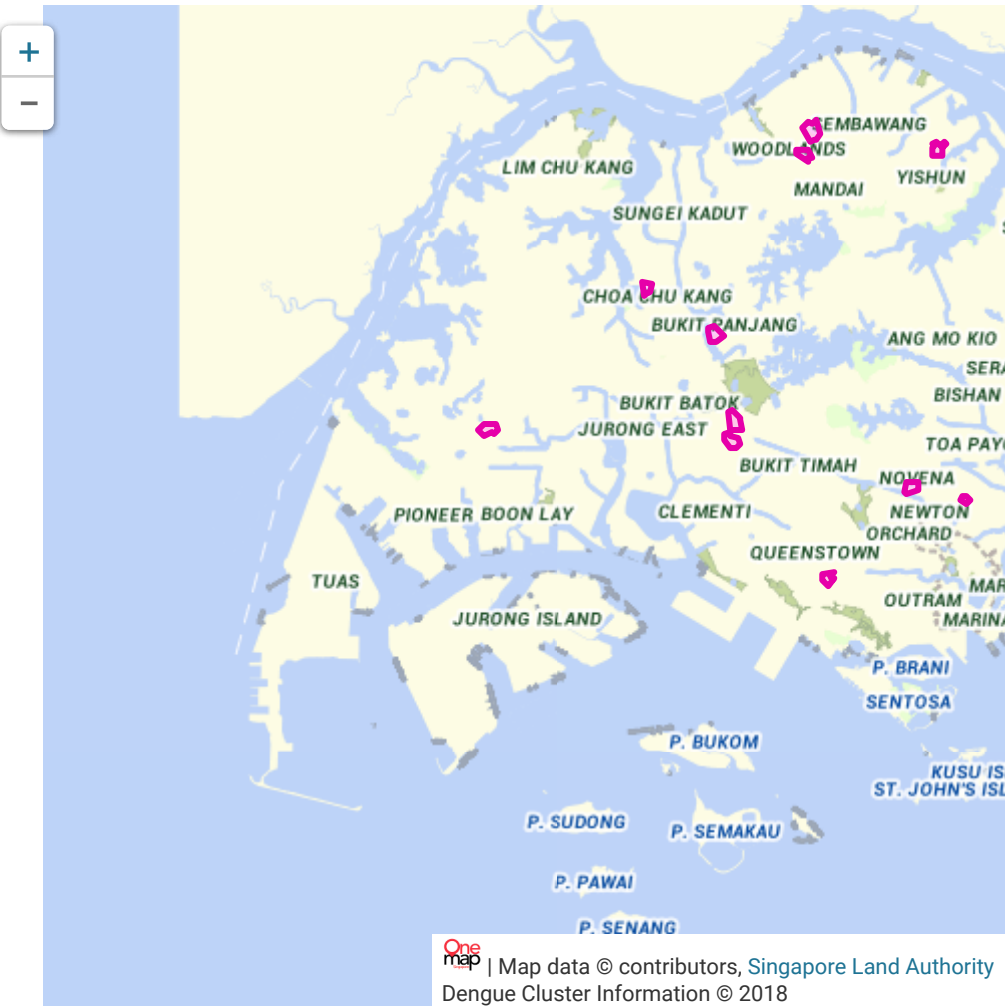 +
−
SEMBAWANG
WOODLANDS
LIM CHU KANG
YISHUN
MANDAI
SUNGEI KADUT
CHOA CHU KANG
BUKIT PANJANG
ANG MO KIO
SERA
BISHAN
BUKIT BATOK
JURONG EAST
TOA PAYO
BUKIT TIMAH
NOVENA
PIONEER BOON LAY
CLEMENTI
NEWTON
ORCHARD
QUEENSTOWN
TUAS
MAR
OUTRAM
JURONG ISLAND
MARINA
P. BRANI
SENTOSA
P. BUKOM
KUSU IS
ST. JOHN'S ISL
P. SUDONG
P. SEMAKAU
P. PAWAI
P. SENANG
One
map | Map data © contributors, Singapore Land Authority
Dengue Cluster Information © 2018